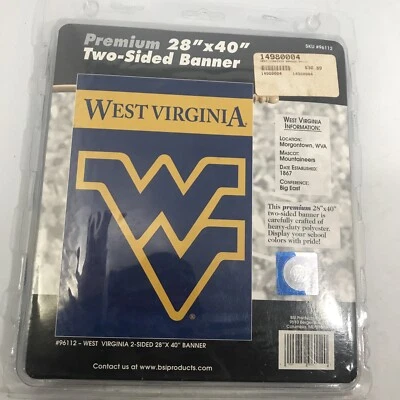 Premium 28"x40"
Two-Sided Banner
SKU #96112
14980004
WEST VIRGINIA
WEST VIRGINIA
INFORMATION:
LOCATION:
Morgontown, WVA
MASCOT:
Mountaineers
DATE ESTABLISHED:
1867
CONFERENCE:
Big East
This premium 28"x40"
two-sided banner is
carefully crafted of
heavy-duty polyester.
Display your school
colors with pride!
WV
®
#96112 – WEST VIRGINIA 2-SIDED 28"X 40" BANNER
Contact us at www.bsiproducts.com